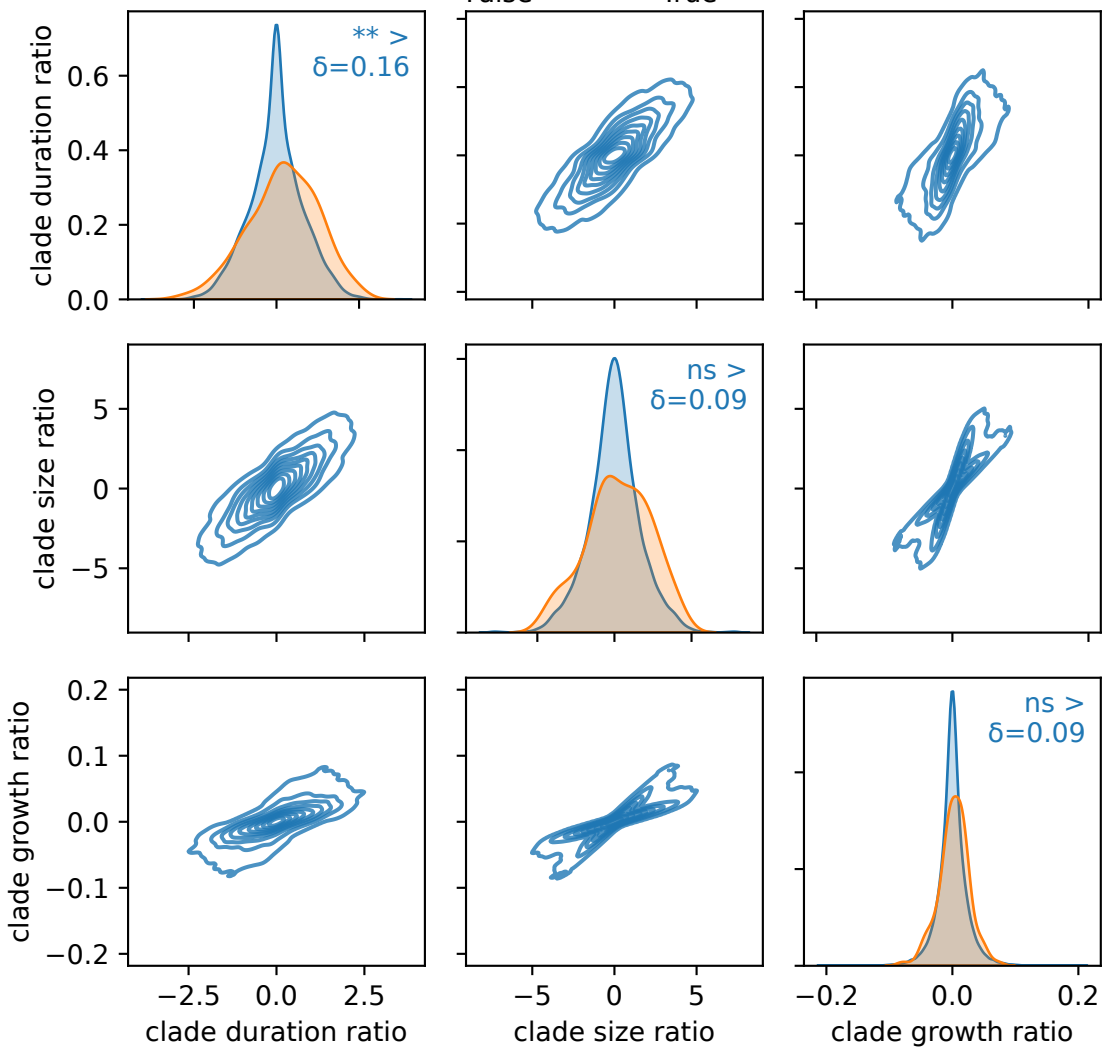 False True
clade duration ratio
0.6
0.4
0.2
0.0
** >
δ=0.16
clade size ratio
5
0
−5
ns >
δ=0.09
clade growth ratio
0.2
0.1
0.0
−0.1
−0.2
ns >
δ=0.09
−2.5 0.0 2.5
−5 0 5
−0.2 0.0 0.2
clade duration ratio
clade size ratio
clade growth ratio